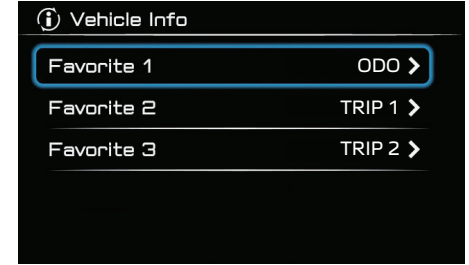 Vehicle Info
Favorite 1 ODO
Favorite 2 TRIP 1
Favorite 3 TRIP 2